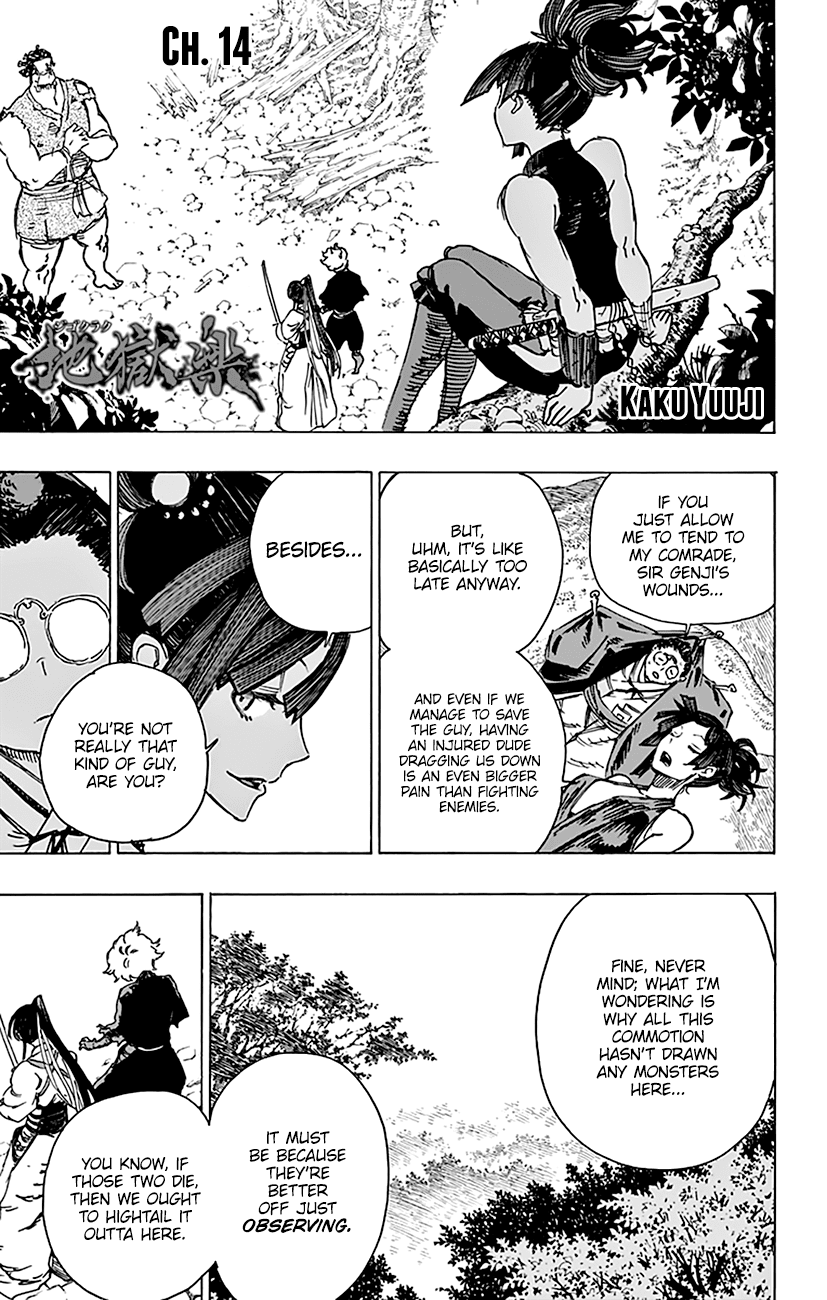 CH. 14
ジゴクラク
地獄楽
KAKU YUUJI
IF YOU
JUST ALLOW
ME TO TEND TO
MY COMRADE,
SIR GENJI'S
WOUNDS...
BUT,
UHM, IT'S LIKE
BASICALLY TOO
LATE ANYWAY.
AND EVEN IF WE
MANAGE TO SAVE
THE GUY, HAVING
AN INJURED DUDE
DRAGGING US DOWN
IS AN EVEN BIGGER
PAIN THAN FIGHTING
ENEMIES.
BESIDES...
YOU'RE NOT
REALLY THAT
KIND OF GUY,
ARE YOU?
FINE, NEVER
MIND; WHAT I'M
WONDERING IS
WHY ALL THIS
COMMOTION
HASN'T DRAWN
ANY MONSTERS
HERE...
IT MUST
BE BECAUSE
THEY'RE
BETTER
OFF JUST
OBSERVING.
YOU KNOW, IF
THOSE TWO DIE,
THEN WE OUGHT
TO HIGHTAIL IT
OUTTA HERE.